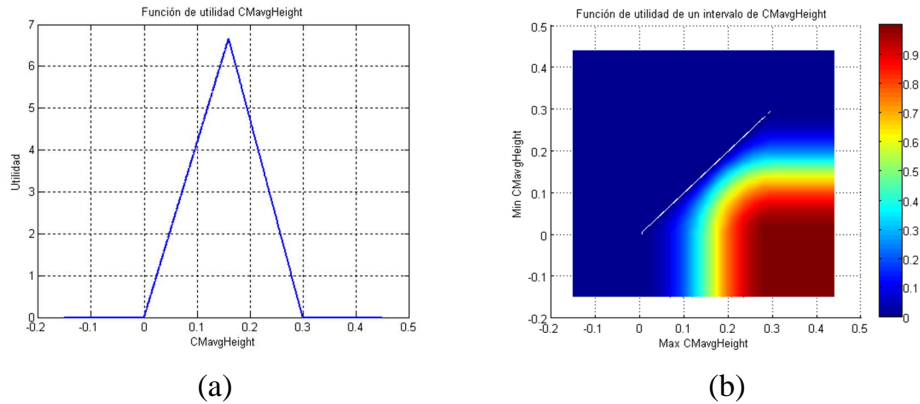 Función de utilidad CMavgHeight
7
6
5
4
3
2
1
0
-0.2 -0.1 0 0.1 0.2 0.3 0.4 0.5
Utilidad
CMavgHeight
(a)
Función de utilidad de un intervalo de CMavgHeight
0.5
0.4
0.3
0.2
0.1
0
-0.1
-0.2
-0.2 -0.1 0 0.1 0.2 0.3 0.4 0.5
Min CMavgHeight
Max CMavgHeight
0.9
0.8
0.7
0.6
0.5
0.4
0.3
0.2
0.1
0
(b)